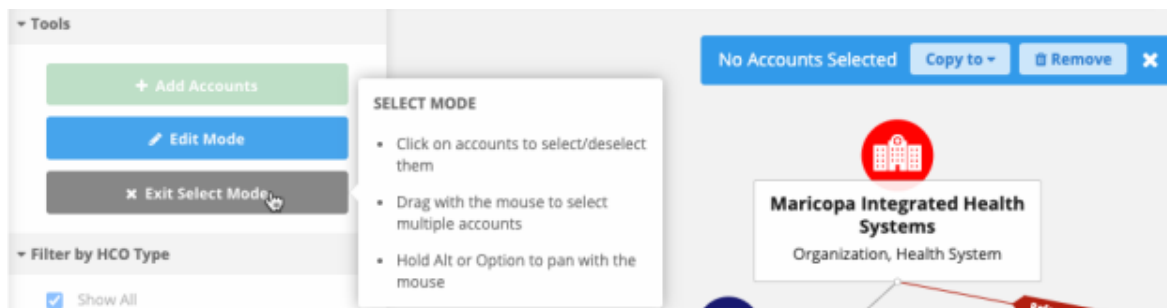 Tools
+ Add Accounts
Edit Mode
× Exit Select Mode
Filter by HCO Type
Show All
SELECT MODE
• Click on accounts to select/deselect
them
• Drag with the mouse to select
multiple accounts
• Hold Alt or Option to pan with the
mouse
No Accounts Selected
Copy to
Remove
×
Maricopa Integrated Health
Systems
Organization, Health System